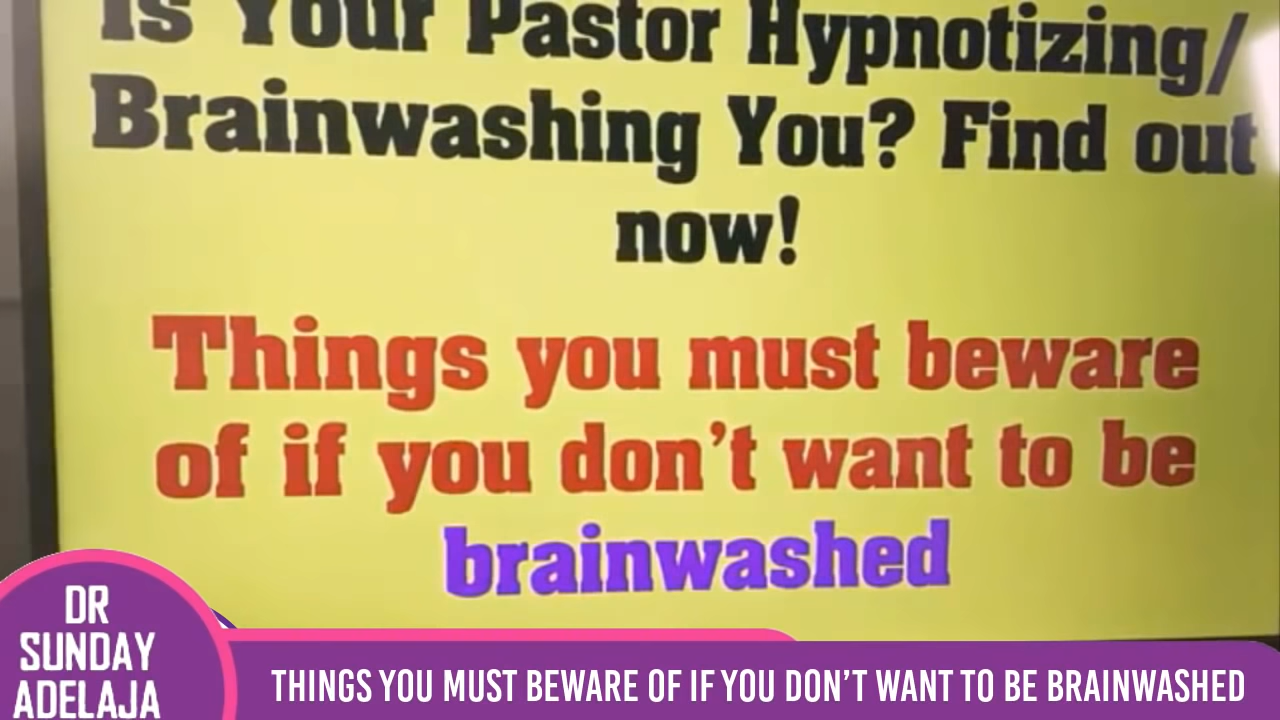 Is Your Pastor Hypnotizing/
Brainwashing You? Find out
now!
Things you must beware
of if you don't want to be
brainwashed
DR
SUNDAY
ADELAJA
THINGS YOU MUST BEWARE OF IF YOU DON'T WANT TO BE BRAINWASHED